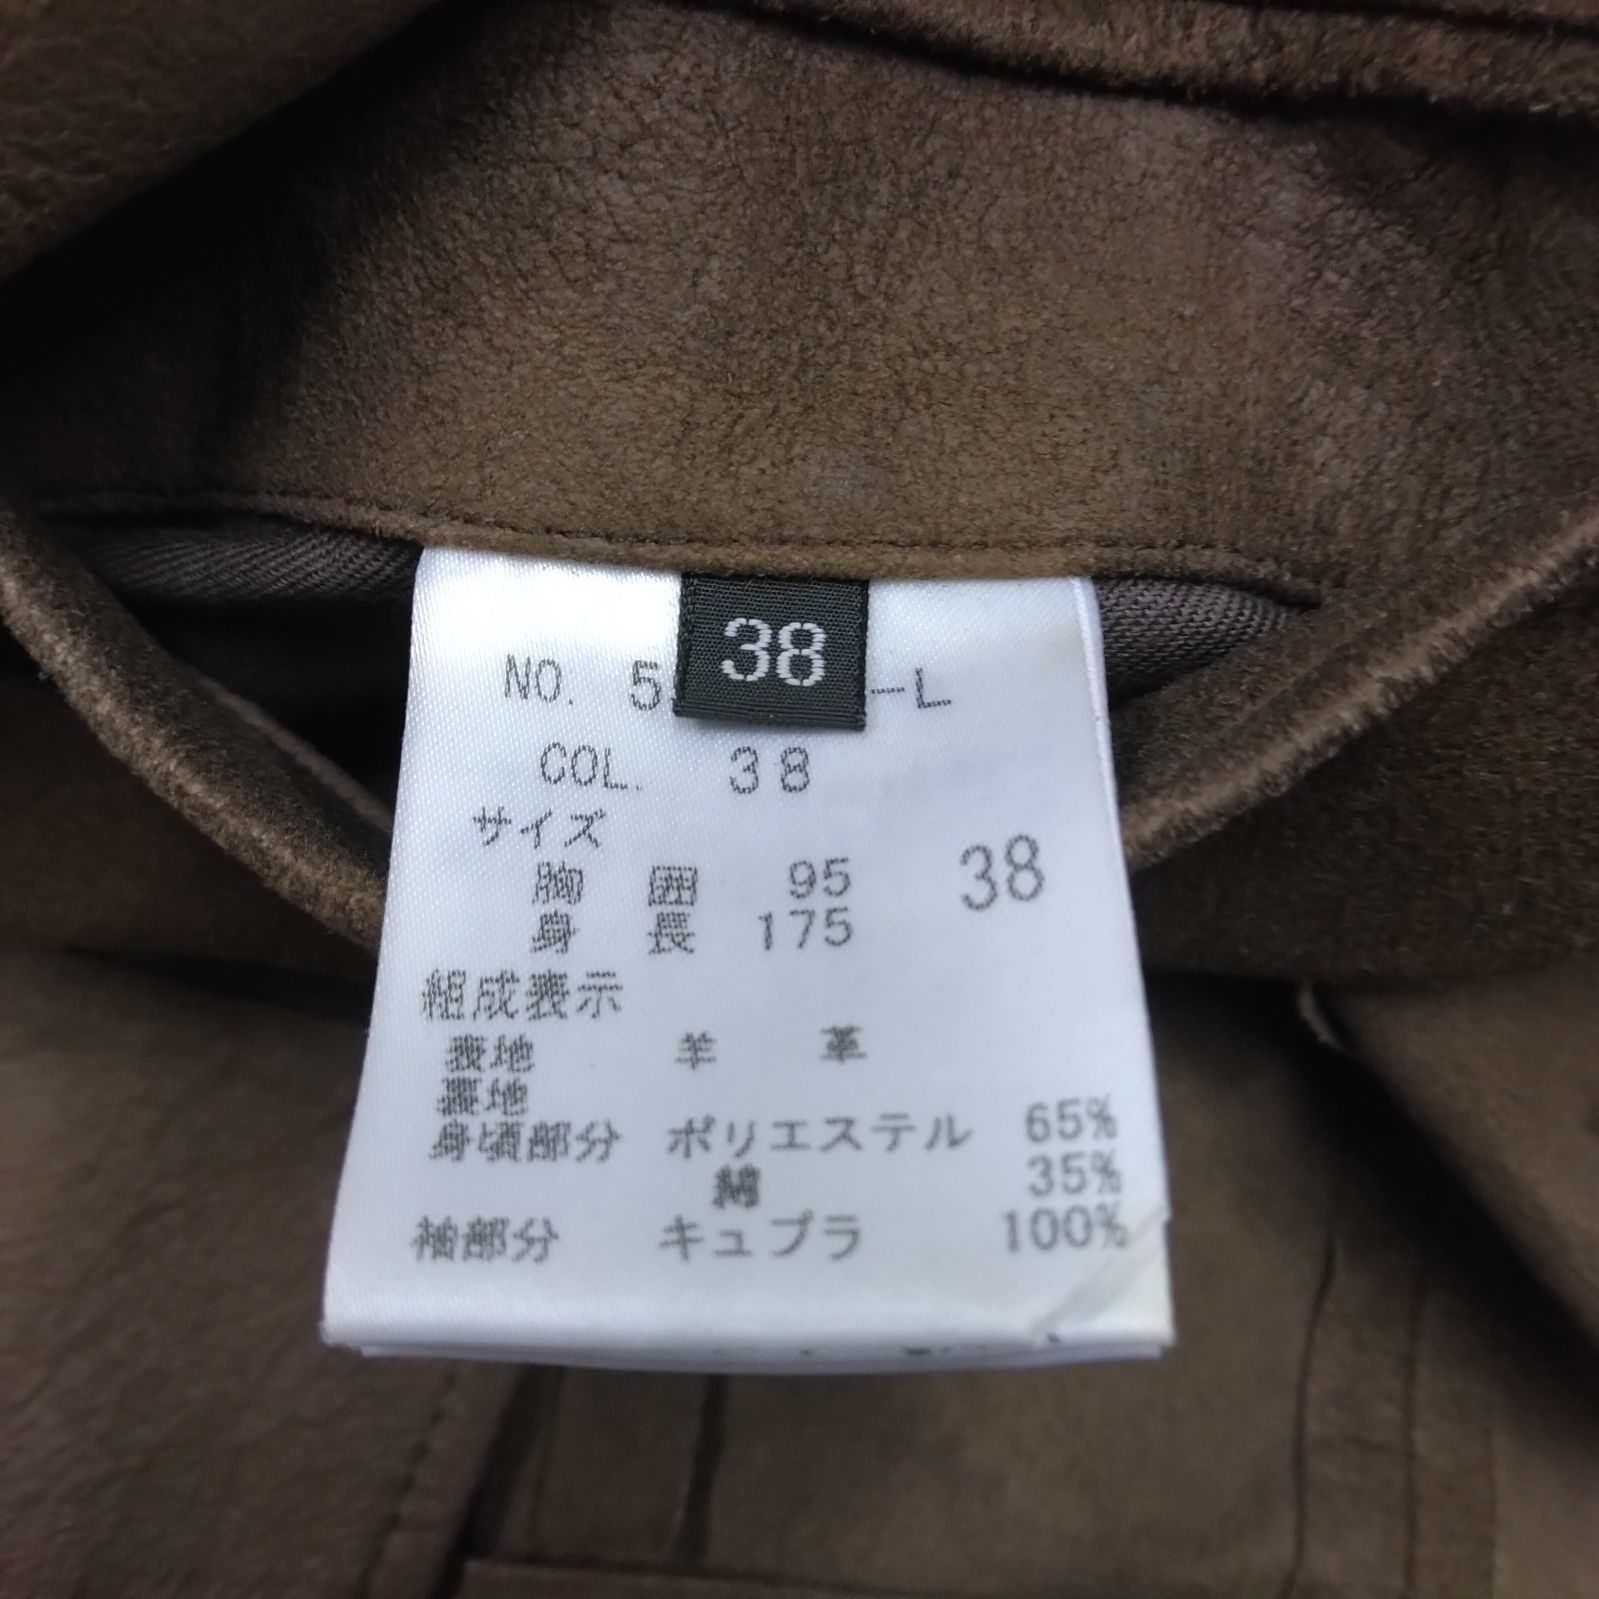 38
NO. 5 -L
COL. 38
サイズ
胸 囲 95 38
身 長 175
組成表示
表地 羊 革
裏地
身頃部分 ポリエステル 65%
綿 35%
袖部分 キュプラ 100%